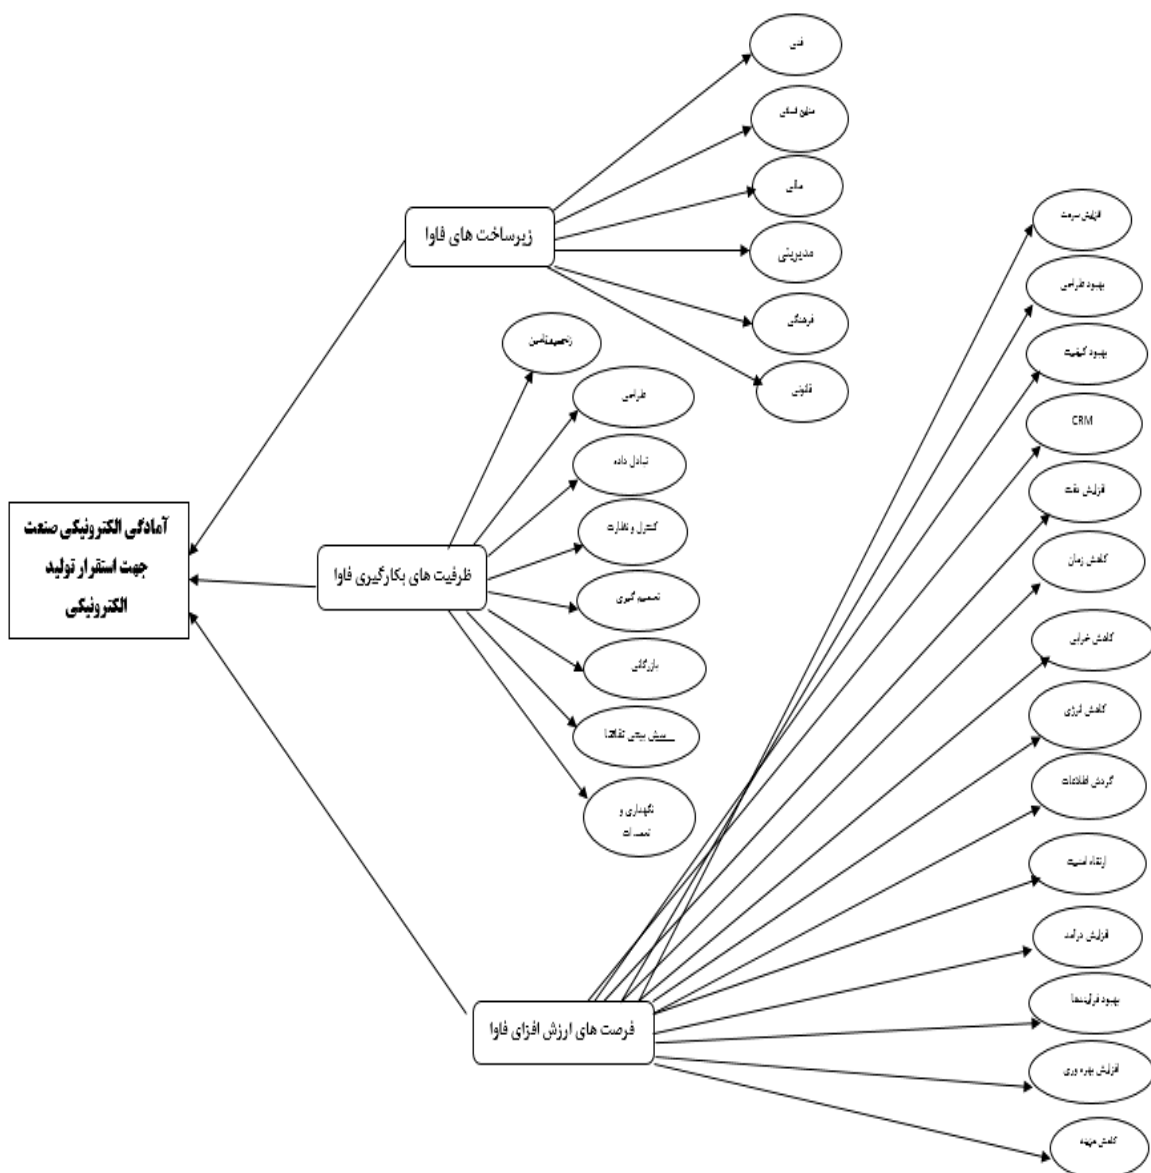 فنی
منابع انسانی
مالی
مدیریتی
فرهنگی
قانونی
زیرساخت های فاوا
زنجیره تامین
طراحی
تبادل داده
کنترل و نظارت
تصمیم گیری
بازرگانی
پیش بینی تقاضا
نگهداری و
تعمیرات
ظرفیت های بکارگیری فاوا
آمادگی الکترونیکی صنعت
جهت استقرار تولید
الکترونیکی
افزایش سرعت
بهبود طراحی
بهبود کیفیت
CRM
افزایش دقت
کاهش زمان
کاهش خرابی
کاهش انرژی
گردش اطلاعات
ارتقاء امنیت
افزایش درآمد
بهبود فرآیندها
افزایش بهره وری
کاهش هزینه
فرصت های ارزش افزای فاوا